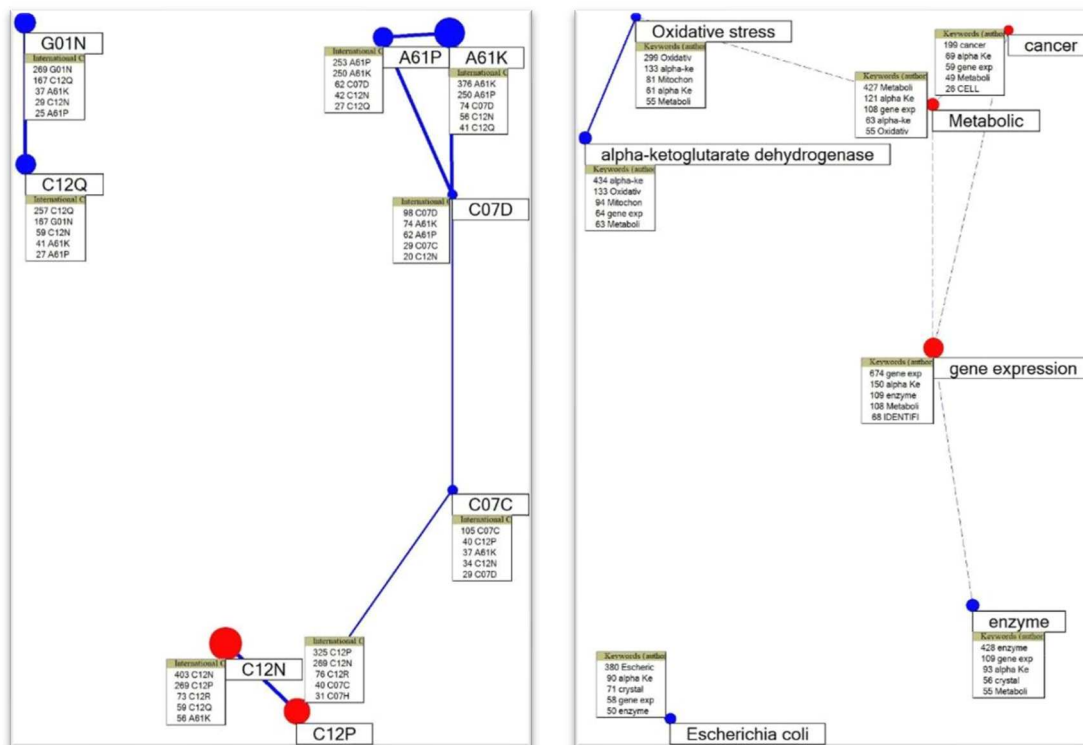 G01N
International C
269 G01N
167 C12Q
37 A61K
29 C12N
25 A61P
C12Q
International C
257 C12Q
167 G01N
59 C12N
41 A61K
27 A61P
A61P
International C
253 A61P
250 A61K
62 C07D
42 C12N
27 C12Q
A61K
International C
376 A61K
250 A61P
74 C07D
56 C12N
41 C12Q
C07D
International C
98 C07D
74 A61K
62 A61P
29 C07C
20 C12N
C07C
International C
105 C07C
40 C12P
37 A61K
34 C12N
29 C07D
C12N
International C
403 C12N
269 C12P
73 C12R
59 C12Q
56 A61K
International C
325 C12P
269 C12N
76 C12R
40 C07C
31 C07H
C12P
Oxidative stress
Keywords (author
299 Oxidativ
133 alpha-ke
81 Mitochon
61 alpha Ke
55 Metaboli
alpha-ketoglutarate dehydrogenase
434 alpha-ke
133 Oxidativ
94 Mitochon
64 gene exp
63 Metaboli
cancer
Keywords (author
199 cancer
69 alpha Ke
59 gene exp
49 Metaboli
26 CELL
Metabolic
Keywords (author
427 Metaboli
121 alpha Ke
108 gene exp
63 alpha-ke
55 Oxidativ
gene expression
Keywords (author
674 gene exp
150 alpha Ke
109 enzyme
108 Metaboli
68 IDENTIFI
enzyme
Keywords (author
428 enzyme
109 gene exp
93 alpha Ke
56 crystal
55 Metaboli
Keywords (author
380 Escheric
90 alpha Ke
71 crystal
58 gene exp
50 enzyme
Escherichia coli